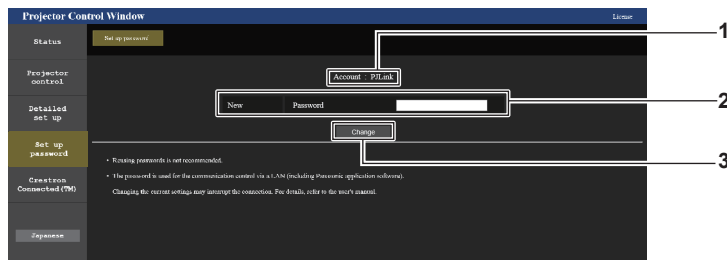 Projector Control Window
License
Status
Set up password
Projector
control
Detailed
set up
Set up
password
Crestron
Connected(TM)
Japanese
Account : PJLink
New Password
Change
• Reusing passwords is not recommended.
• The password is used for the communication control via a LAN (including Panasonic application software).
Changing the current settings may interrupt the connection. For details, refer to the user's manual.
1
2
3